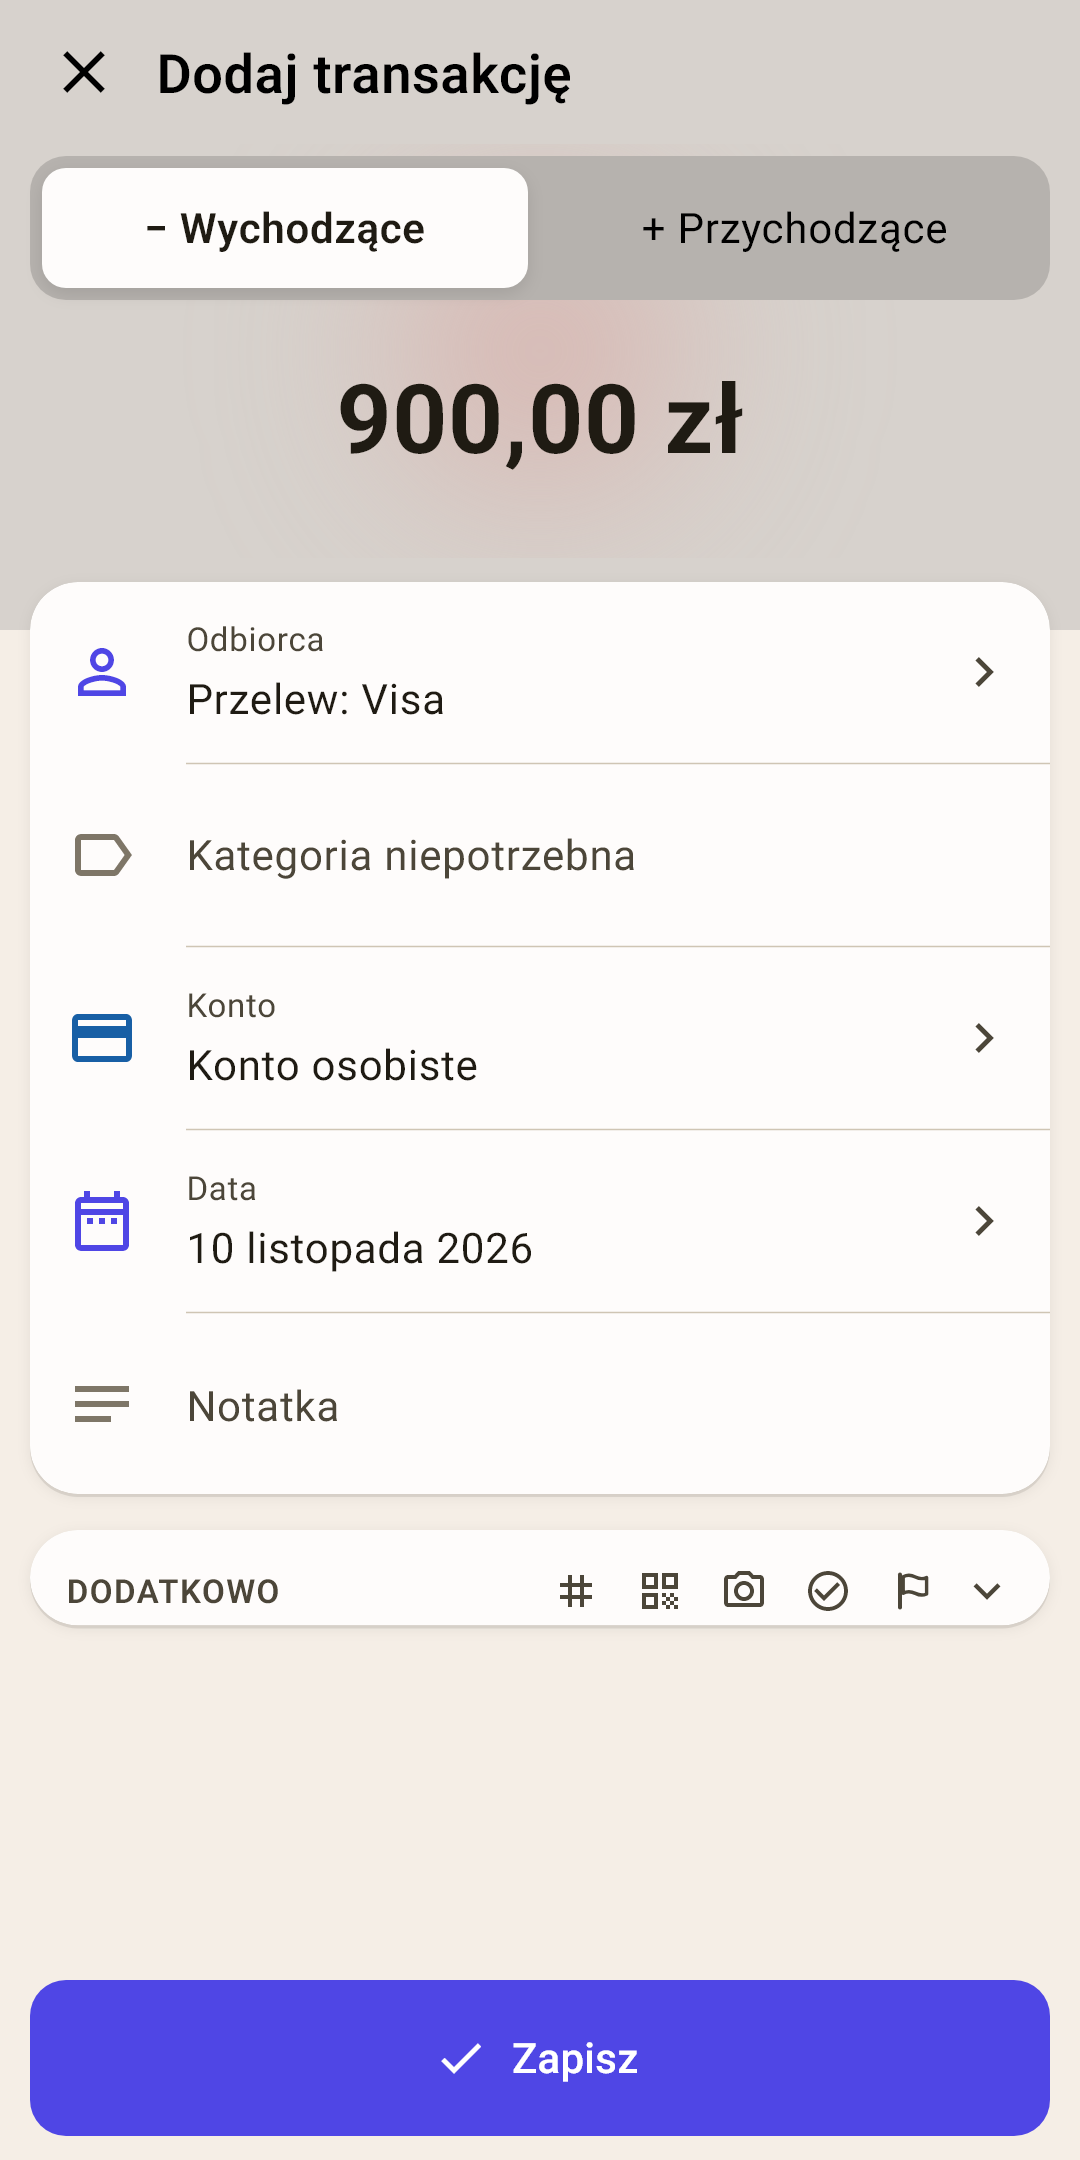 Dodaj transakcję
− Wychodzące
+ Przychodzące
900,00 zł
Odbiorca
Przelew: Visa
Kategoria niepotrzebna
Konto
Konto osobiste
Data
10 listopada 2026
Notatka
DODATKOWO
Zapisz